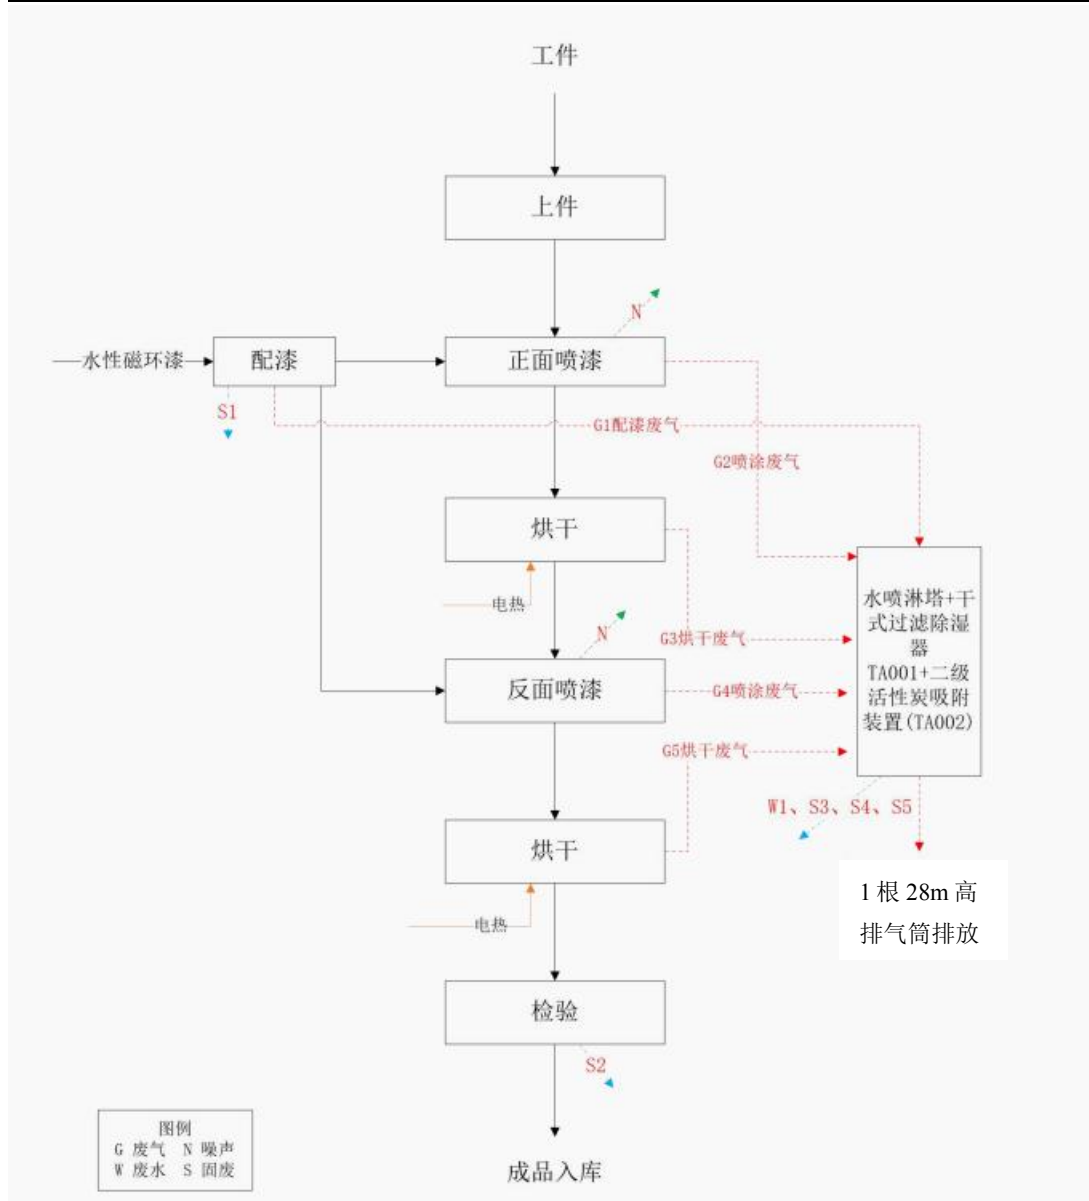 工件
上件
N
水性磁环漆
配漆
正面喷漆
S1
G1配漆废气
G2喷涂废气
烘干
电热
N
G3烘干废气
水喷淋塔+干
式过滤除湿
器
TA001+二级
活性炭吸附
装置(TA002)
反面喷漆
G4喷涂废气
G5烘干废气
W1、S3、S4、S5
烘干
电热
1根28m高
排气筒排放
检验
S2
图例
G 废气 N 噪声
W 废水 S 固废
成品入库